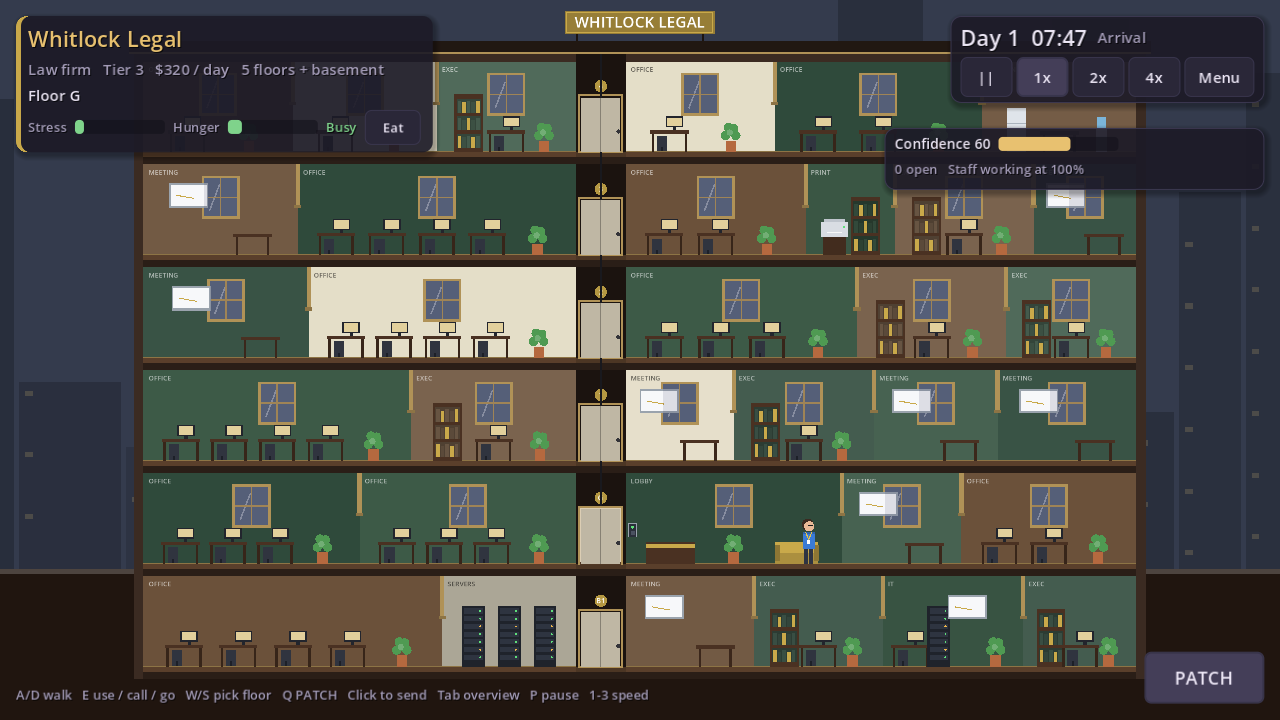 WHITLOCK LEGAL
Whitlock Legal
Law firm Tier 3 $320 / day 5 floors + basement
Floor G
Stress Hunger Busy Eat
Day 1 07:47 Arrival
|| 1x 2x 4x Menu
Confidence 60
0 open Staff working at 100%
EXEC OFFICE OFFICE
MEETING OFFICE OFFICE PRINT
MEETING OFFICE OFFICE EXEC EXEC
OFFICE EXEC MEETING EXEC MEETING MEETING
OFFICE OFFICE LOBBY MEETING OFFICE
OFFICE SERVERS B1 MEETING EXEC IT EXEC
PATCH
A/D walk E use / call / go W/S pick floor Q PATCH Click to send Tab overview P pause 1-3 speed